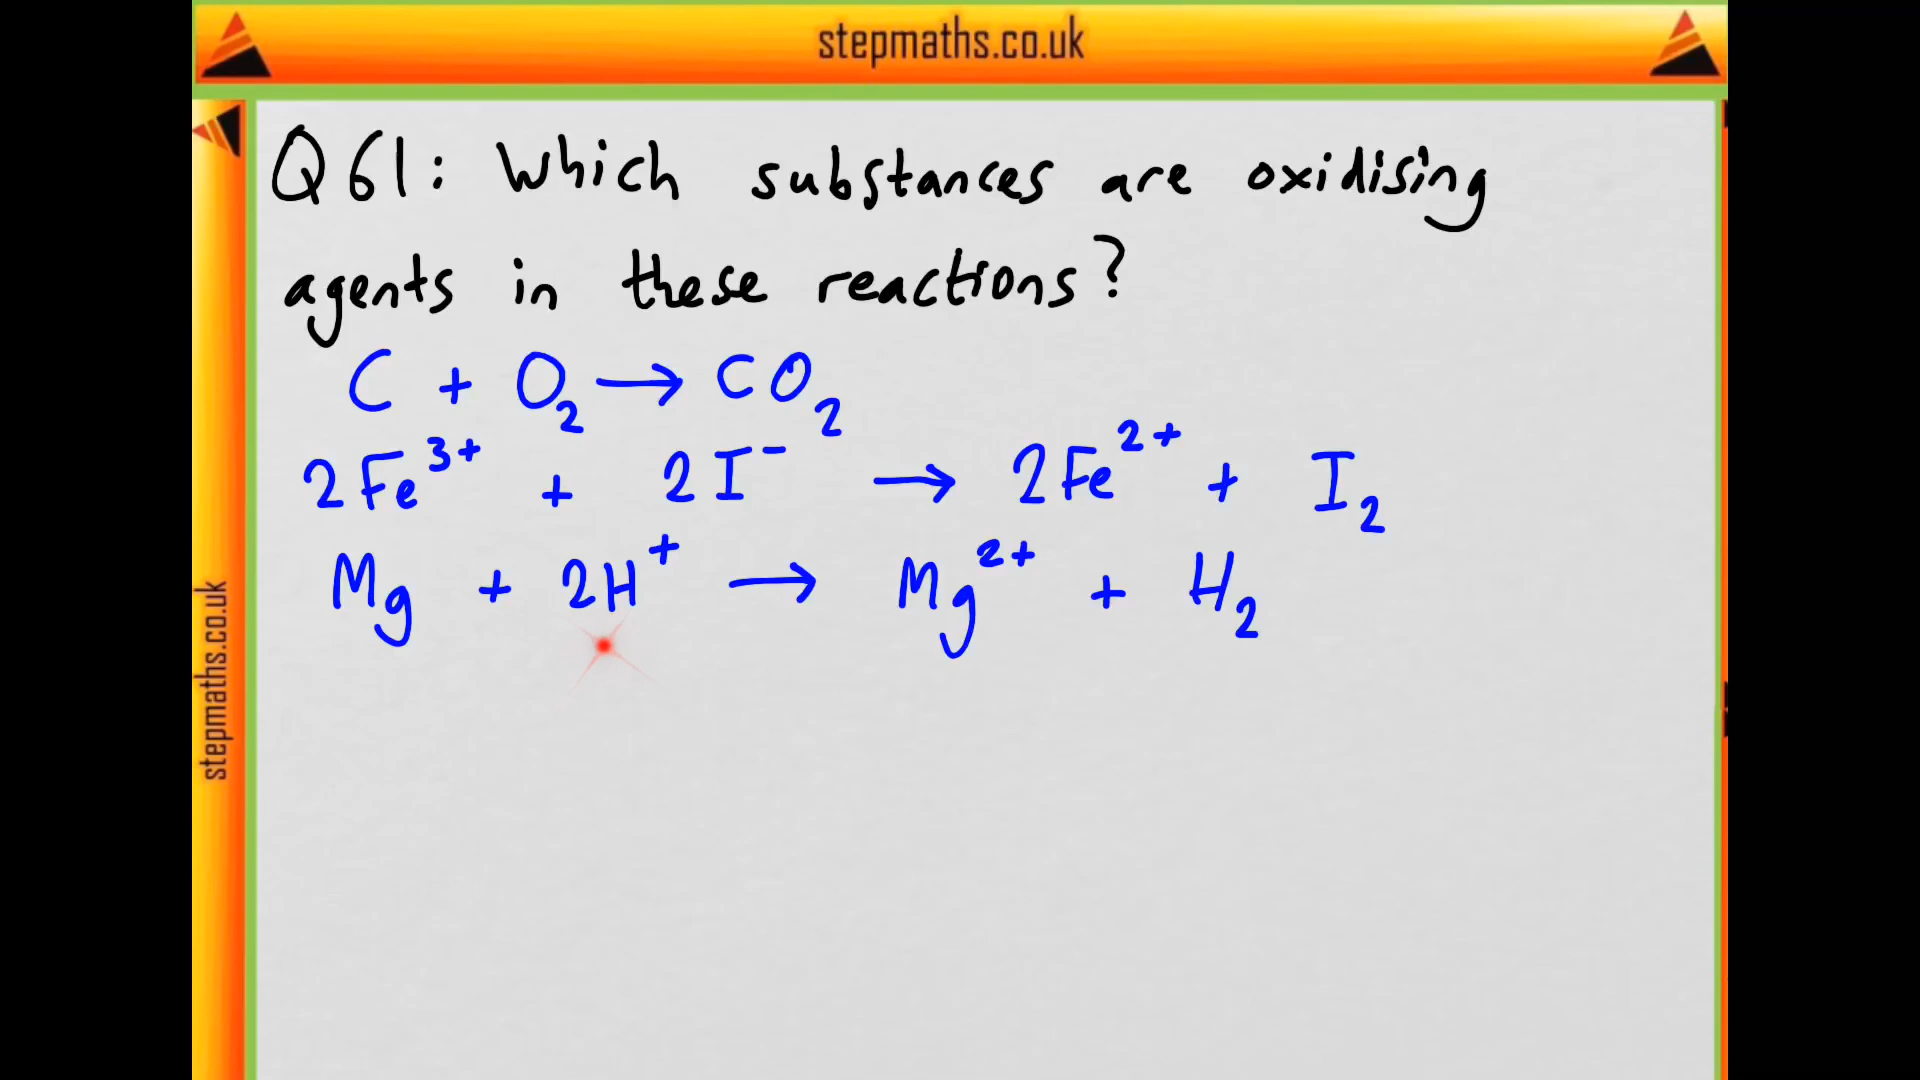 stepmaths.co.uk
Q61: Which substances are oxidising
agents in these reactions?
C + O₂ → CO₂
2Fe³⁺ + 2I⁻ → 2Fe²⁺ + I₂
Mg + 2H⁺ → Mg²⁺ + H₂
stepmaths.co.uk